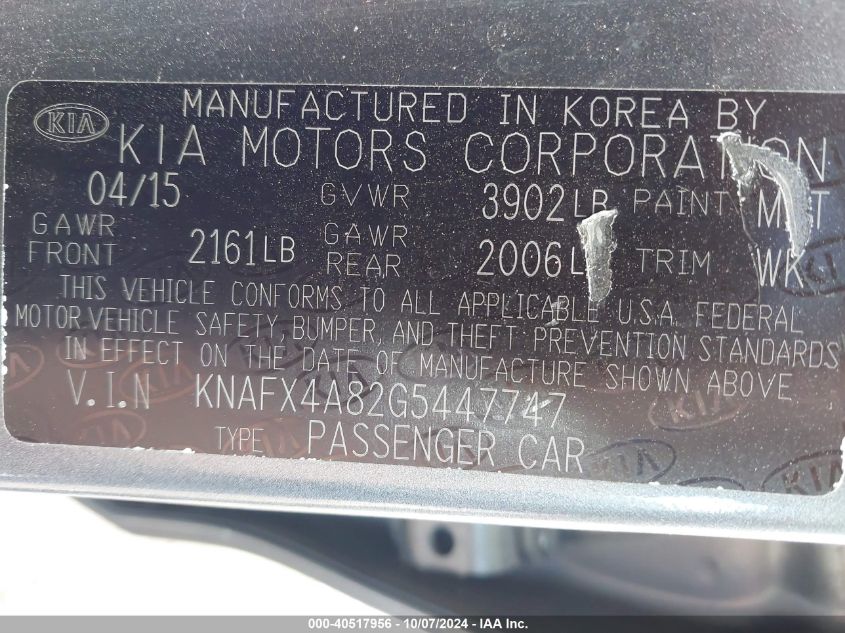 KIA MANUFACTURED IN KOREA BY
KIA MOTORS CORPORATION
04/15 GVWR 3902LB PAINT
GAWR FRONT 2161LB GAWR REAR 2006L TRIM WK
THIS VEHICLE CONFORMS TO ALL APPLICABLE U.S.A. FEDERAL
MOTOR VEHICLE SAFETY, BUMPER, AND THEFT PREVENTION STANDARDS
IN EFFECT ON THE DATE OF MANUFACTURE SHOWN ABOVE
V.I.N KNAFX4A82G5447747
TYPE PASSENGER CAR
000-40517956 - 10/07/2024 - IAA Inc.